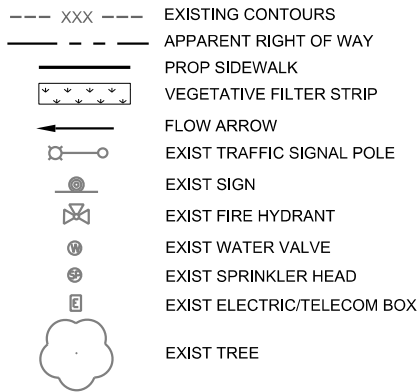 --- XXX --- EXISTING CONTOURS
APPARENT RIGHT OF WAY
PROP SIDEWALK
VEGETATIVE FILTER STRIP
FLOW ARROW
EXIST TRAFFIC SIGNAL POLE
EXIST SIGN
EXIST FIRE HYDRANT
W EXIST WATER VALVE
SP EXIST SPRINKLER HEAD
E EXIST ELECTRIC/TELECOM BOX
EXIST TREE